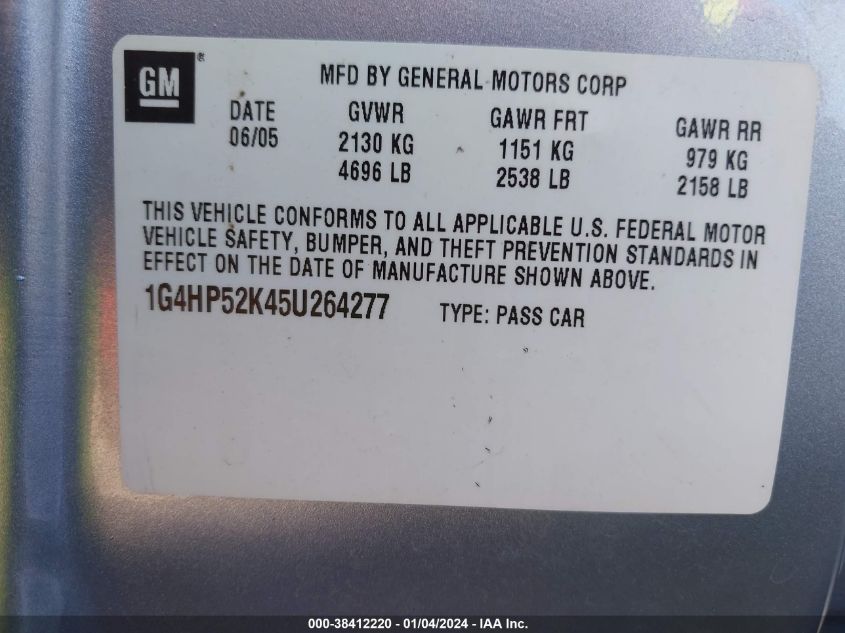 GM®
MFD BY GENERAL MOTORS CORP
DATE GVWR GAWR FRT GAWR RR
06/05 2130 KG 1151 KG 979 KG
4696 LB 2538 LB 2158 LB
THIS VEHICLE CONFORMS TO ALL APPLICABLE U.S. FEDERAL MOTOR
VEHICLE SAFETY, BUMPER, AND THEFT PREVENTION STANDARDS IN
EFFECT ON THE DATE OF MANUFACTURE SHOWN ABOVE.
1G4HP52K45U264277 TYPE: PASS CAR
000-38412220 - 01/04/2024 - IAA Inc.